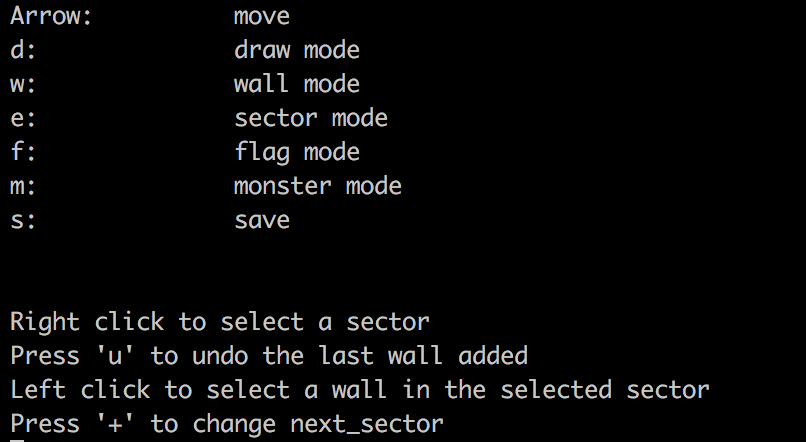 Arrow: move
d: draw mode
w: wall mode
e: sector mode
f: flag mode
m: monster mode
s: save
Right click to select a sector
Press 'u' to undo the last wall added
Left click to select a wall in the selected sector
Press '+' to change next_sector